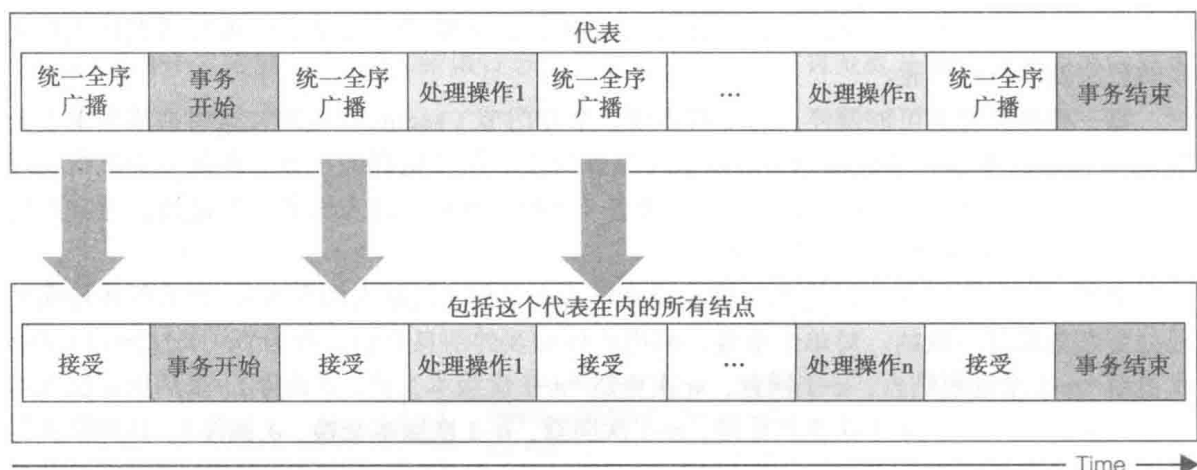 代表
统一全序
广播
事务
开始
统一全序
广播
处理操作1
统一全序
广播
…
处理操作n
统一全序
广播
事务结束
包括这个代表在内的所有结点
接受
事务开始
接受
处理操作1
接受
…
处理操作n
接受
事务结束
Time